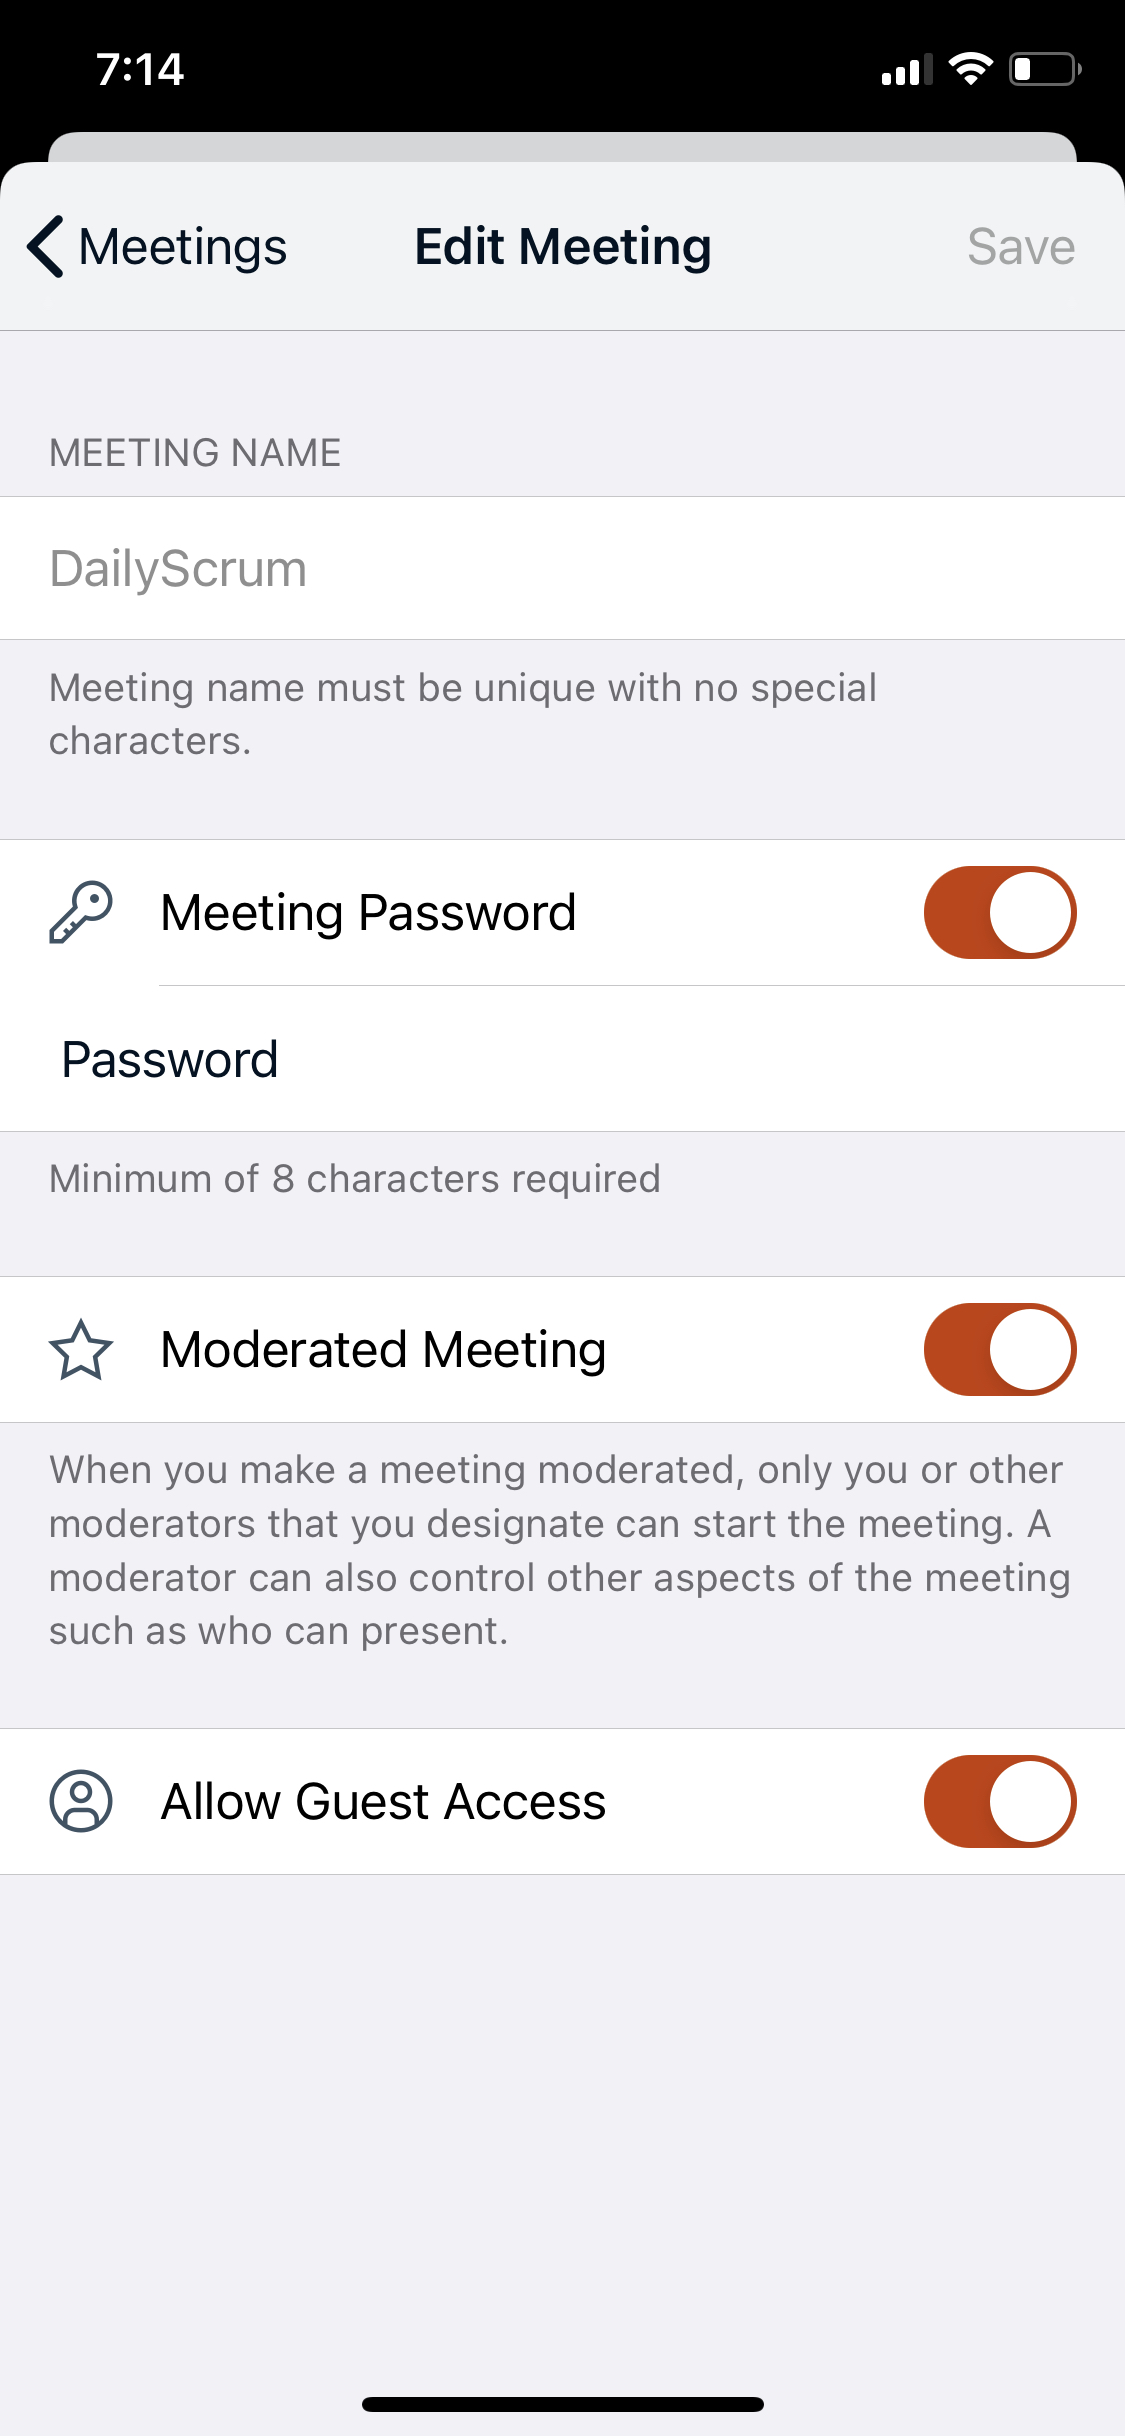 7:14
Meetings
Edit Meeting
Save
MEETING NAME
DailyScrum
Meeting name must be unique with no special
characters.
Meeting Password
Password
Minimum of 8 characters required
Moderated Meeting
When you make a meeting moderated, only you or other
moderators that you designate can start the meeting. A
moderator can also control other aspects of the meeting
such as who can present.
Allow Guest Access